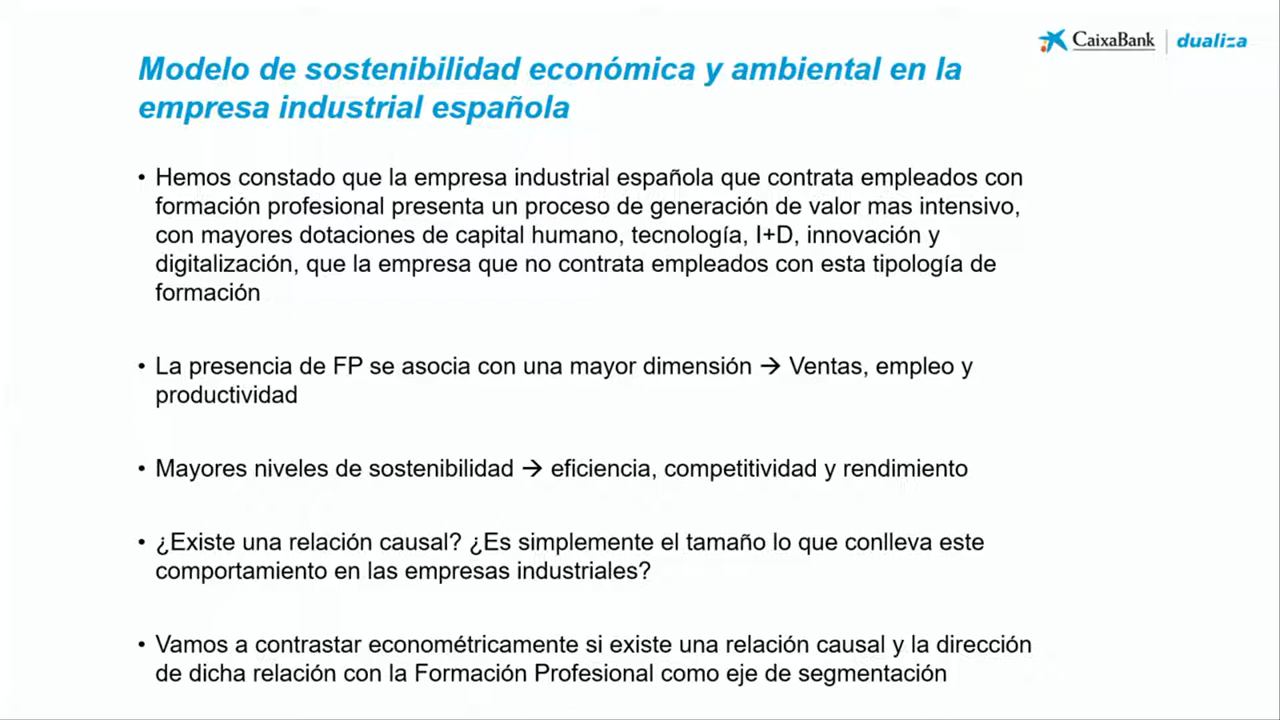 CaixaBank | dualiza
Modelo de sostenibilidad económica y ambiental en la
empresa industrial española
• Hemos constado que la empresa industrial española que contrata empleados con
formación profesional presenta un proceso de generación de valor mas intensivo,
con mayores dotaciones de capital humano, tecnología, I+D, innovación y
digitalización, que la empresa que no contrata empleados con esta tipología de
formación
• La presencia de FP se asocia con una mayor dimensión → Ventas, empleo y
productividad
• Mayores niveles de sostenibilidad → eficiencia, competitividad y rendimiento
• ¿Existe una relación causal? ¿Es simplemente el tamaño lo que conlleva este
comportamiento en las empresas industriales?
• Vamos a contrastar econométricamente si existe una relación causal y la dirección
de dicha relación con la Formación Profesional como eje de segmentación